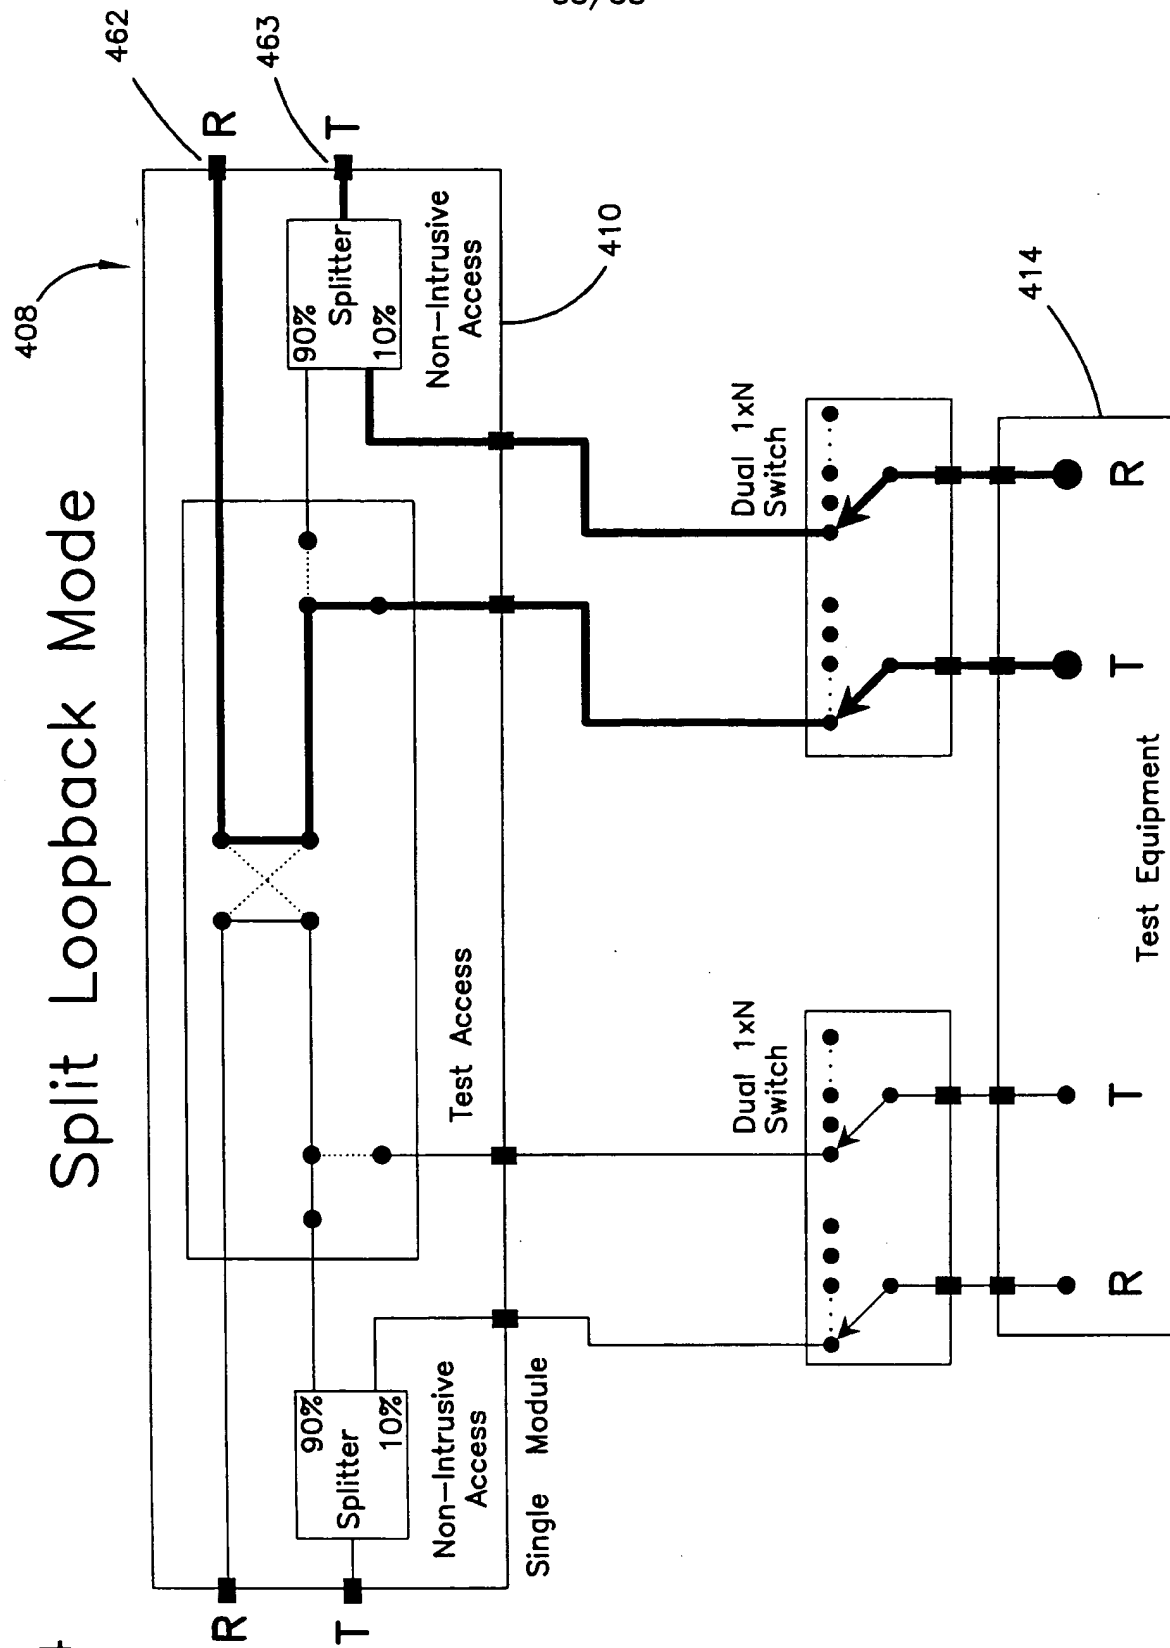 Split Loopback Mode
408
462
463
R
T
R
T
Splitter
90%
10%
Non-Intrusive
Access
Splitter
90%
10%
Non-Intrusive
Access
410
Test Access
Single Module
Dual 1xN
Switch
Dual 1xN
Switch
414
R
T
T
R
Test Equipment